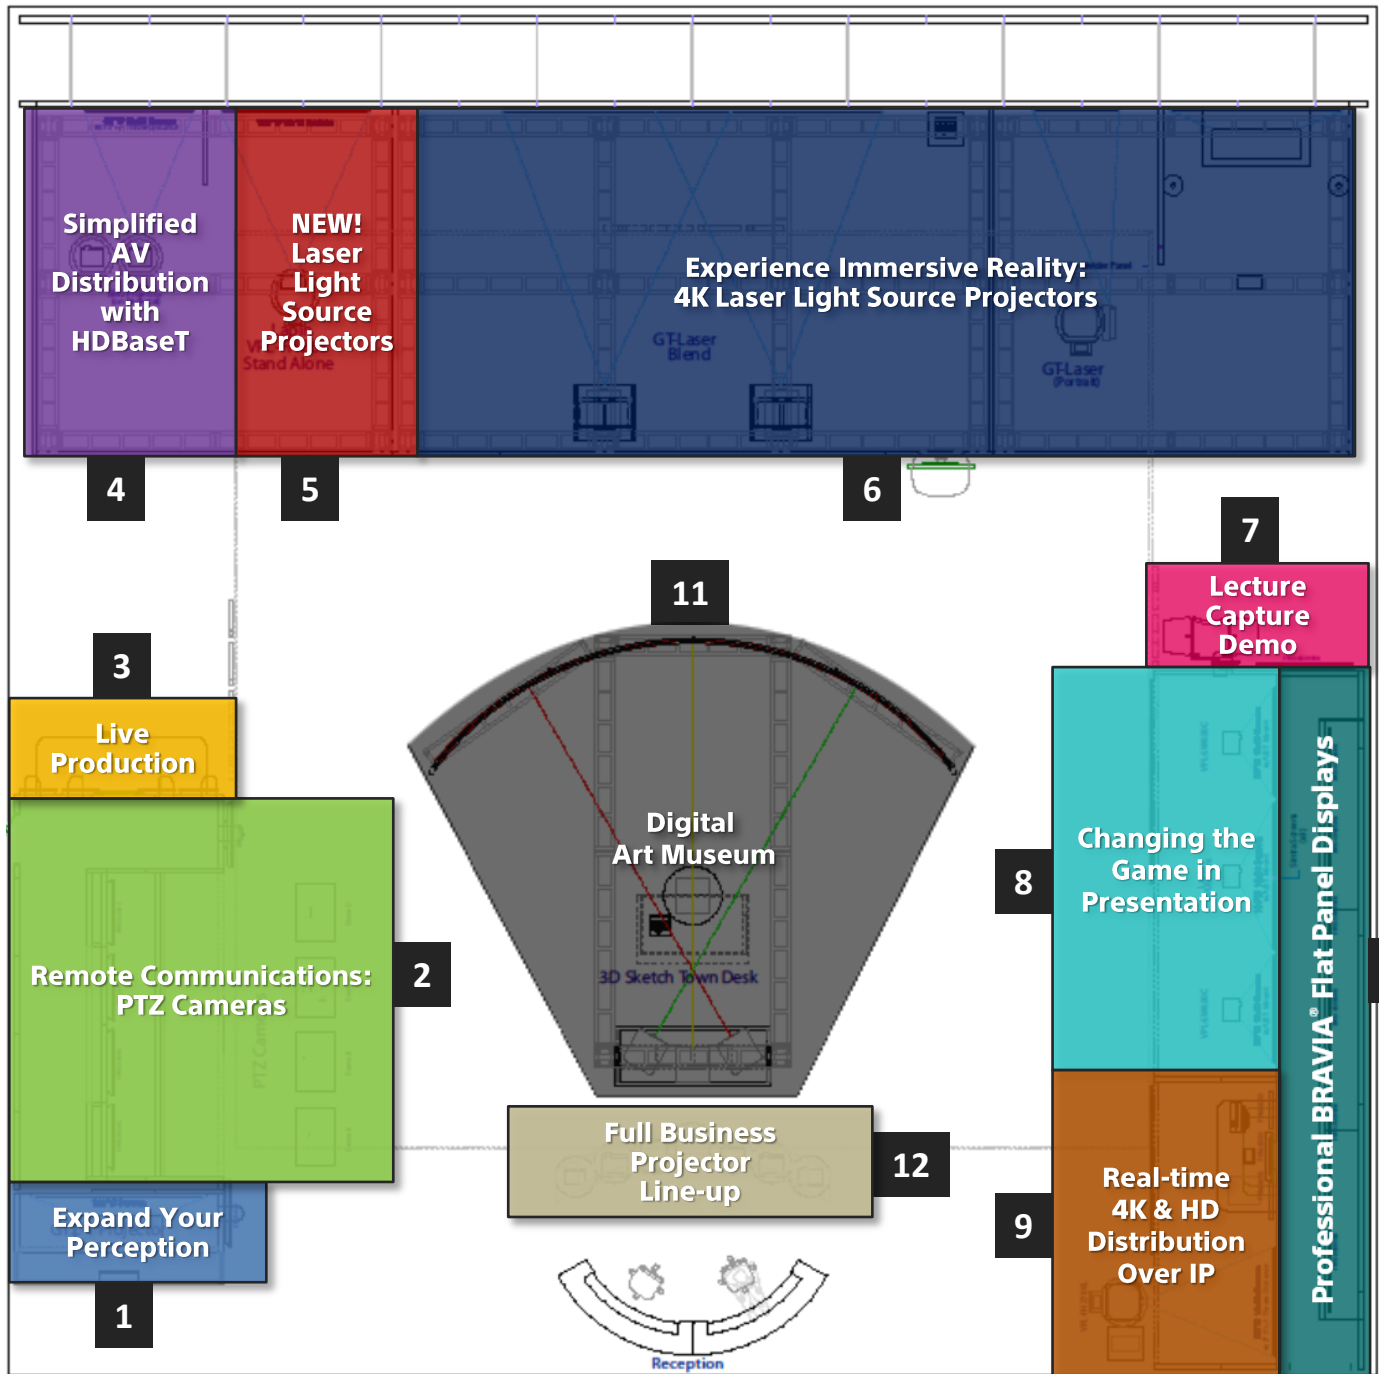 Simplified
AV
Distribution
with
HDBaseT
NEW!
Laser
Light
Source
Projectors
Stand Alone
Experience Immersive Reality:
4K Laser Light Source Projectors
GT-Laser
Blend
GT-Laser
(Portrait)
4
5
6
7
Lecture
Capture
Demo
11
3
Live
Production
Digital
Art Museum
3D Sketch Town Desk
8
Changing the
Game in
Presentation
Professional BRAVIA® Flat Panel Displays
Remote Communications:
PTZ Cameras
2
Full Business
Projector
Line-up
12
9
Real-time
4K & HD
Distribution
Over IP
Expand Your
Perception
1
Reception